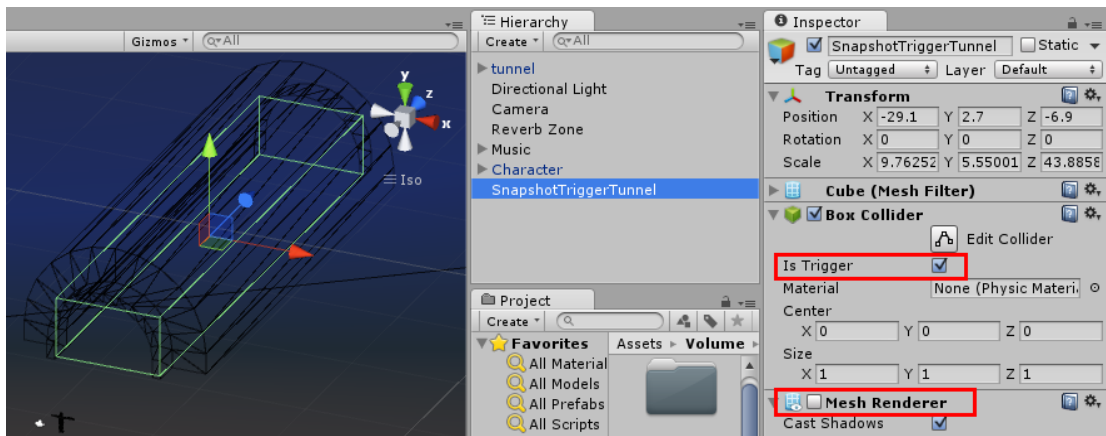 Gizmos All
y
z
x
Iso
Hierarchy
Create All
tunnel
Directional Light
Camera
Reverb Zone
Music
Character
SnapshotTriggerTunnel
Project
Create
Favorites
All Material
All Models
All Prefabs
All Scripts
Assets Volume
Inspector
SnapshotTriggerTunnel Static
Tag Untagged Layer Default
Transform
Position X -29.1 Y 2.7 Z -6.9
Rotation X 0 Y 0 Z 0
Scale X 9.76252 Y 5.55001 Z 43.8858
Cube (Mesh Filter)
Box Collider
Edit Collider
Is Trigger
Material None (Physic Materi
Center
X 0 Y 0 Z 0
Size
X 1 Y 1 Z 1
Mesh Renderer
Cast Shadows